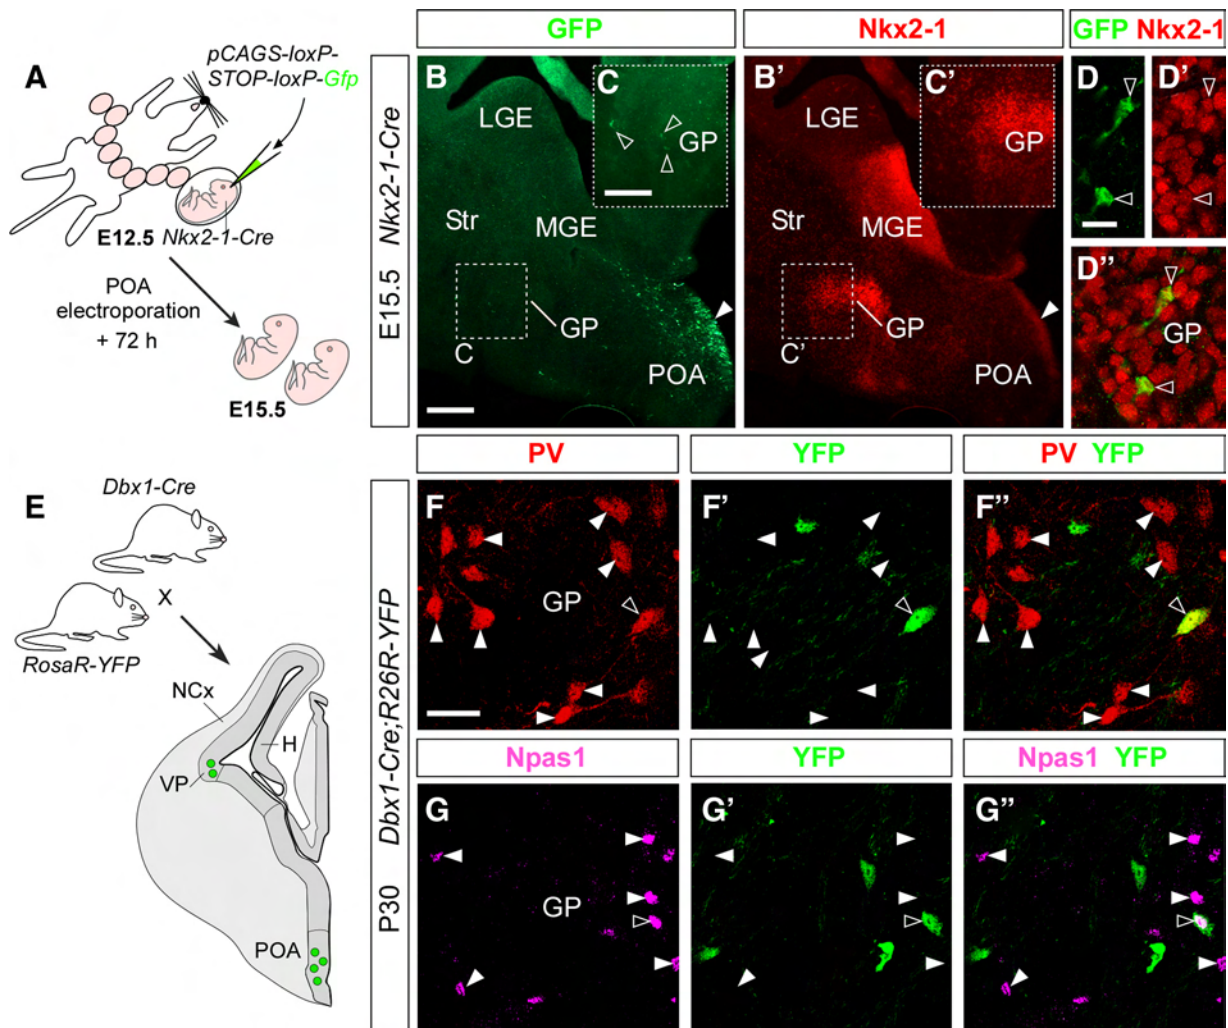 A
pCAGS-loxP-
STOP-loxP-Gfp
E12.5 Nkx2-1-Cre
POA
electroporation
+ 72 h
E15.5
E15.5 Nkx2-1-Cre
GFP
Nkx2-1
GFP Nkx2-1
B
LGE
C
GP
Str
MGE
GP
C
POA
B'
LGE
C'
GP
Str
MGE
GP
C'
POA
D
D'
D''
GP
E
Dbx1-Cre
X
RosaR-YFP
NCx
H
VP
POA
P30 Dbx1-Cre;R26R-YFP
PV
YFP
PV YFP
F
GP
F'
F''
Npas1
YFP
Npas1 YFP
G
GP
G'
G''